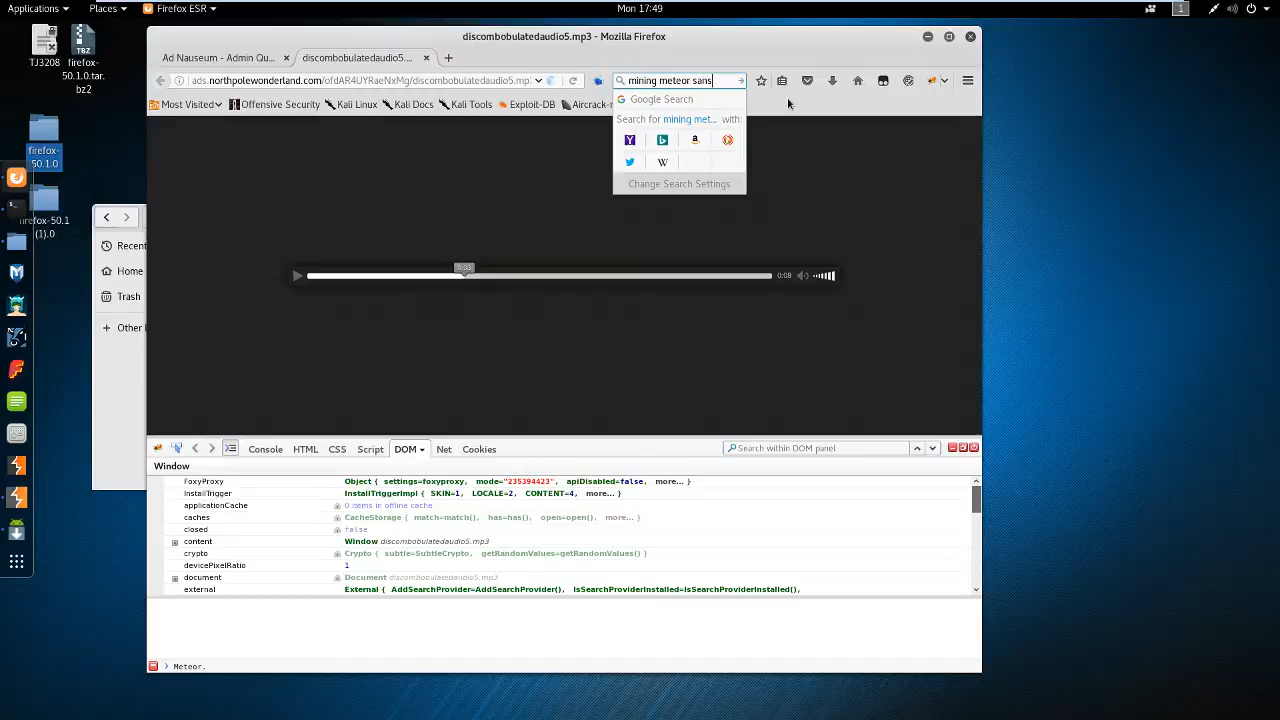 Applications Places Firefox ESR Mon 17:49 1
TJ3208
firefox-50.1.0.tar.bz2
firefox-50.1.0
(1).0
Recent
Home
Trash
+ Other
discombobulatedaudio5.mp3 - Mozilla Firefox
Ad Nauseum - Admin Qu... × discombobulatedaudio5.... × +
ads.northpolewonderland.com/ofdAR4UYRaeNxMg/discombobulatedaudio5.mp mining meteor sans
Most Visited Offensive Security Kali Linux Kali Docs Kali Tools Exploit-DB Aircrack-
Google Search
Search for mining met... with:
Change Search Settings
0:03
0:08
Console HTML CSS Script DOM Net Cookies Search within DOM panel
Window
FoxyProxy Object { settings=foxyproxy, mode="235394423", apiDisabled=false, more... }
InstallTrigger InstallTriggerImpl { SKIN=1, LOCALE=2, CONTENT=4, more... }
applicationCache 0 items in offline cache
caches CacheStorage { match=match(), has=has(), open=open(), more... }
closed false
content Window discombobulatedaudio5.mp3
crypto Crypto { subtle=SubtleCrypto, getRandomValues=getRandomValues() }
devicePixelRatio 1
document Document discombobulatedaudio5.mp3
external External { AddSearchProvider=AddSearchProvider(), IsSearchProviderInstalled=IsSearchProviderInstalled(),
> Meteor.